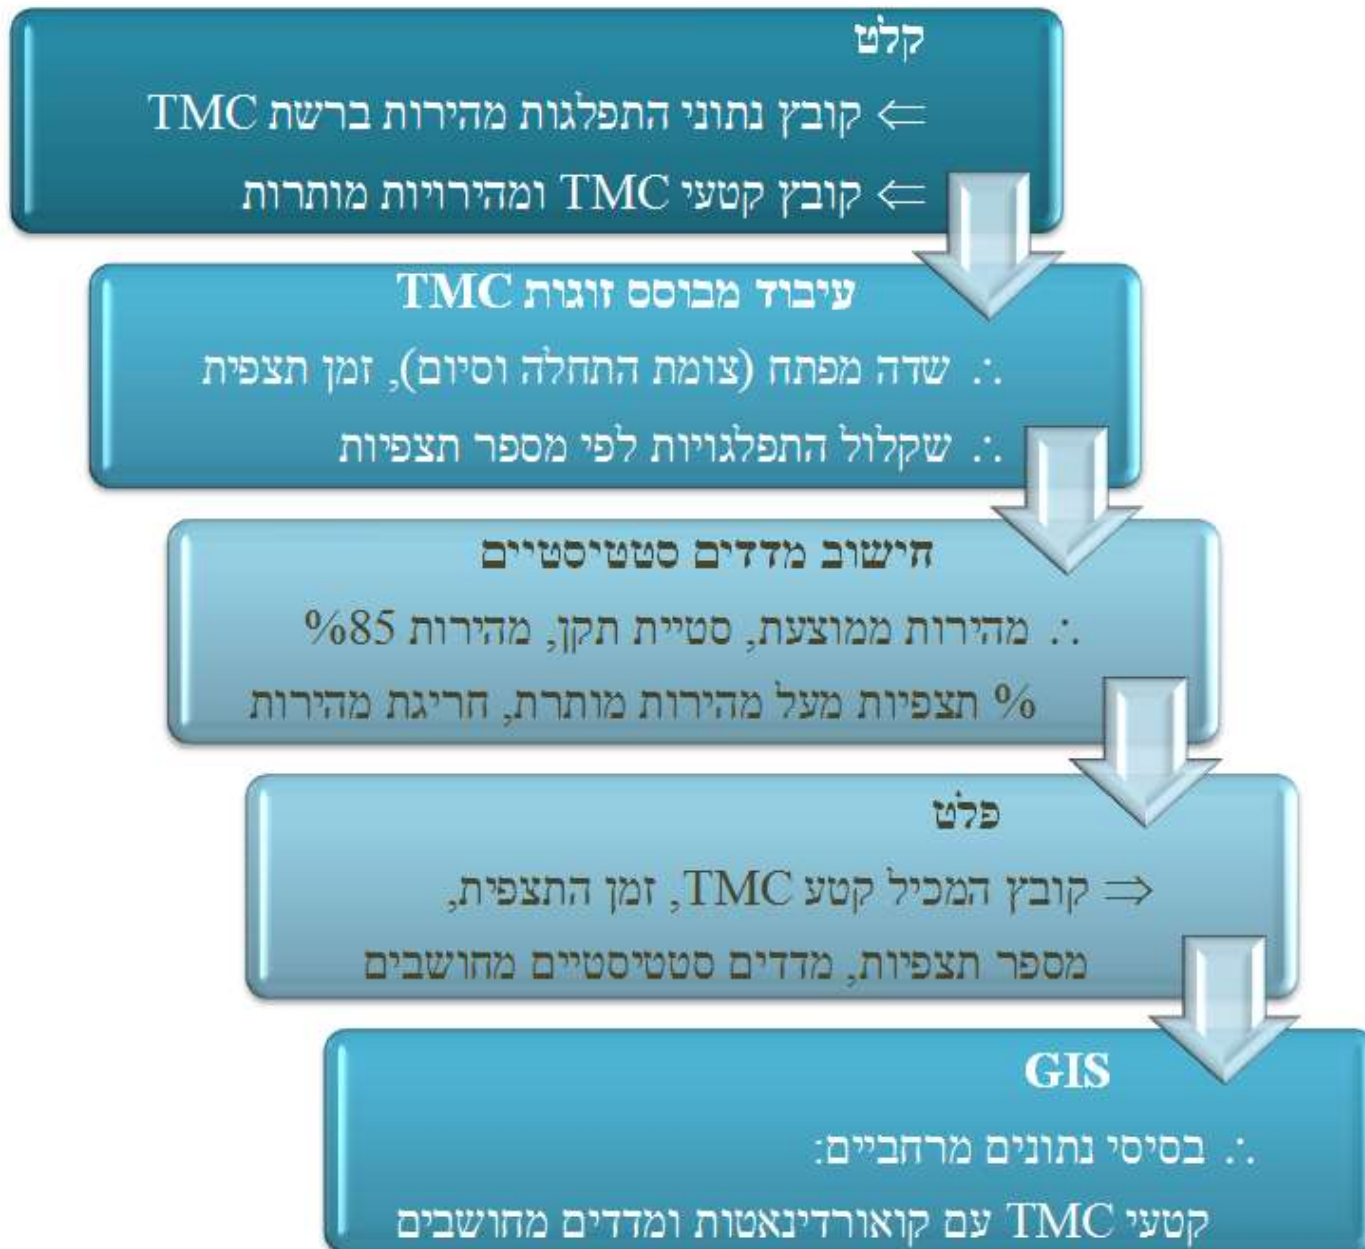 קלט
⇐ קובץ נתוני התפלגות מהירות ברשת TMC
⇐ קובץ קטעי TMC ומהירויות מותרות
עיבוד מבוסס זוגות TMC
∴ שדה מפתח (צומת התחלה וסיום), זמן תצפית
∴ שקלול התפלגויות לפי מספר תצפיות
חישוב מדדים סטטיסטיים
∴ מהירות ממוצעת, סטיית תקן, מהירות 85%
% תצפיות מעל מהירות מותרת, חריגת מהירות
פלט
⇒ קובץ המכיל קטע TMC, זמן התצפית,
מספר תצפיות, מדדים סטטיסטיים מחושבים
GIS
∴ בסיסי נתונים מרחביים:
קטעי TMC עם קואורדינאטות ומדדים מחושבים